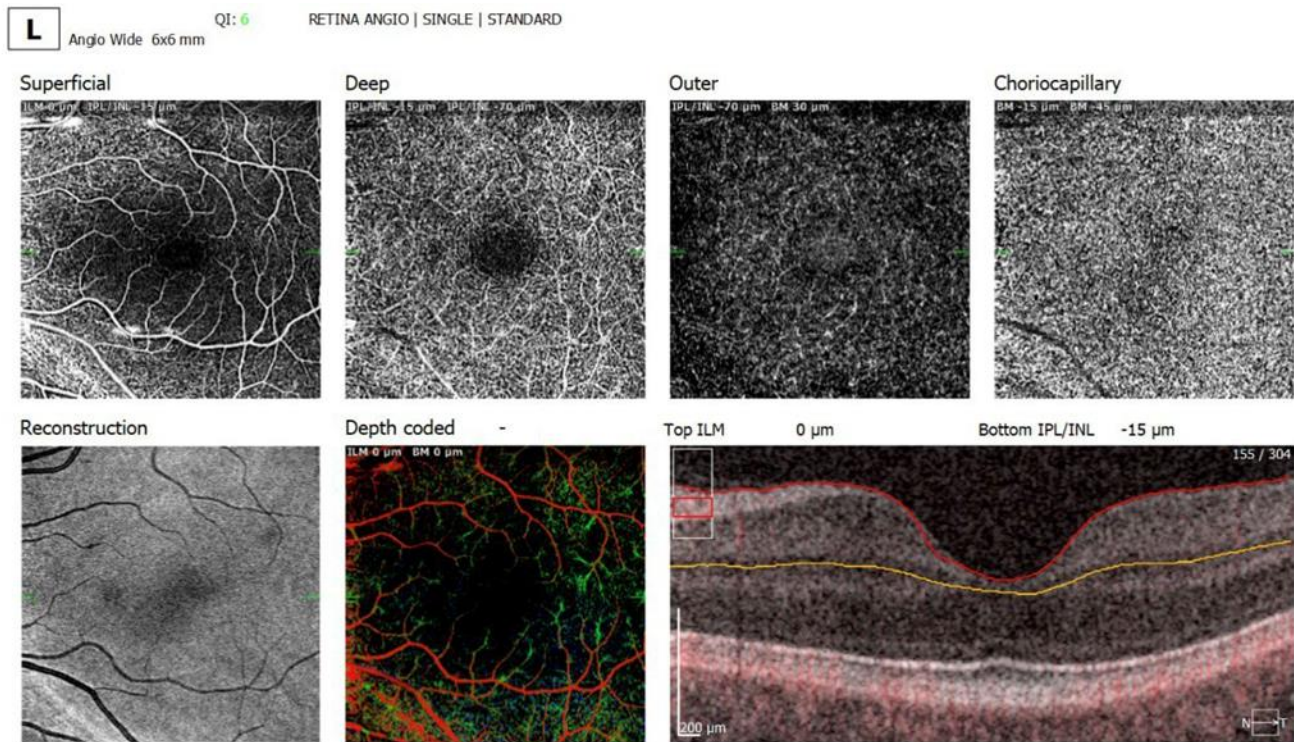 L QI: 6 RETINA ANGIO | SINGLE | STANDARD
Angio Wide 6x6 mm
Superficial Deep Outer Choriocapillary
ILM 0 µm IPL/INL -15 µm IPL/INL -15 µm IPL/INL -70 µm IPL/INL -70 µm BM 30 µm BM -15 µm BM -45 µm
Reconstruction Depth coded - Top ILM 0 µm Bottom IPL/INL -15 µm
ILM 0 µm BM 0 µm 155 / 304
200 µm N T